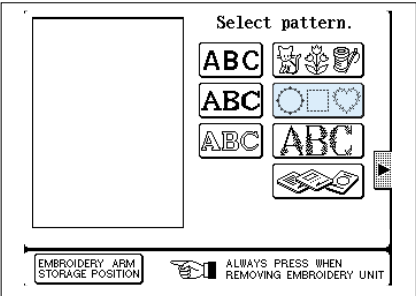 Select pattern.
ABC
ABC
ABC
ABC
EMBROIDERY ARM
STORAGE POSITION
ALWAYS PRESS WHEN
REMOVING EMBROIDERY UNIT